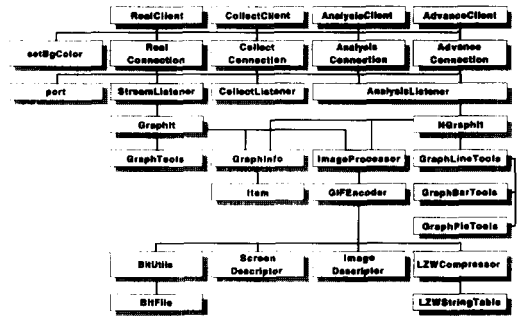 RealClient CollectClient AnalysisClient AdvanceClient
setBgColor Real Connection Collect Connection Analysis Connection Advance Connection
port StreamListener CollectListener AnalysisListener
GraphIt NGraphIt
GraphTools GraphInfo ImageProcessor GraphLineTools
Item GIFEncoder GraphBarTools
GraphPieTools
BitUtils Screen Descriptor Image Descriptor LZWCompressor
BitFile LZWStringTable